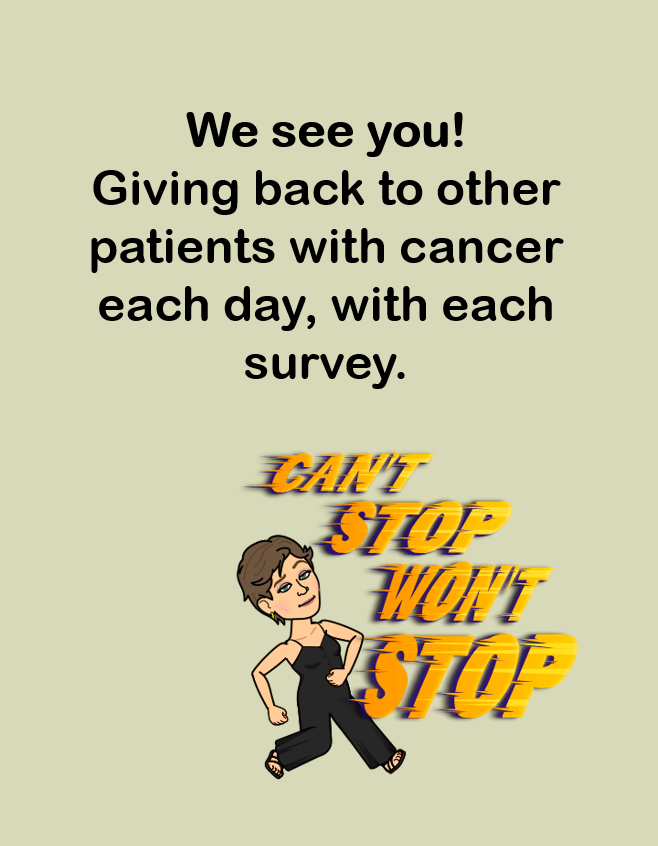 We see you!
Giving back to other
patients with cancer
each day, with each
survey.
CAN'T
STOP
WON'T
STOP